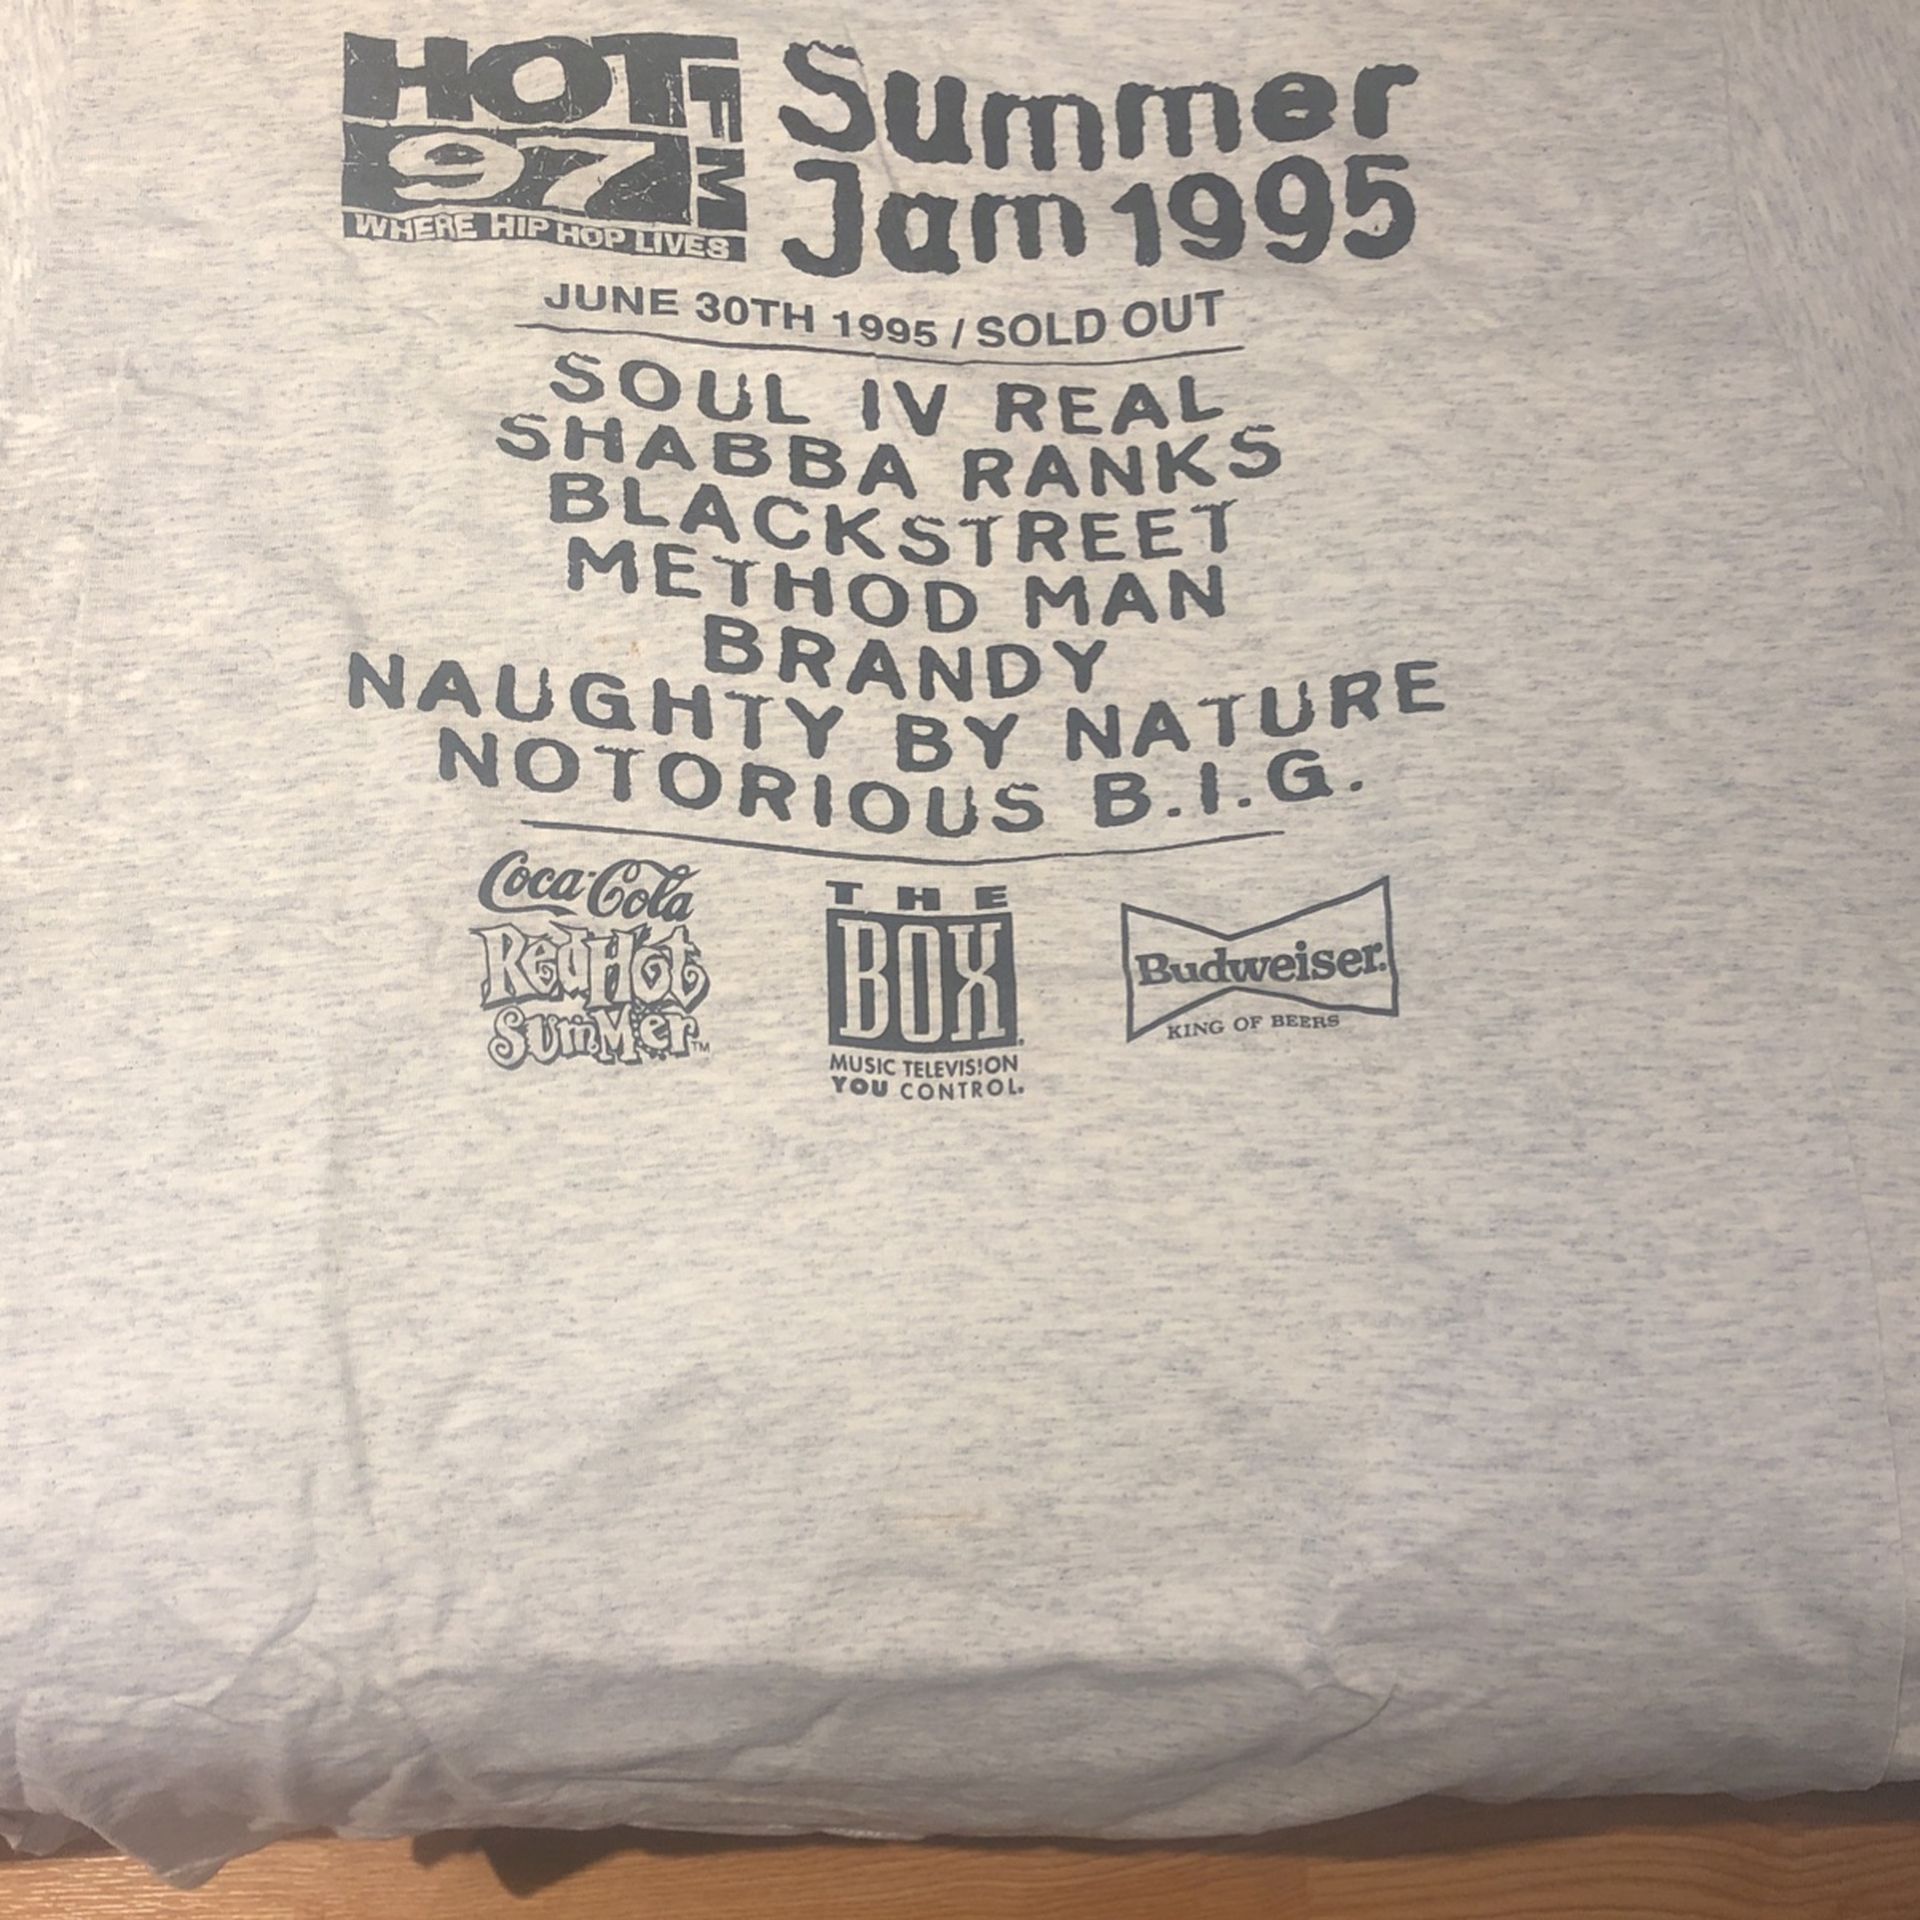 HOT FM
97
WHERE HIP HOP LIVES
Summer
Jam 1995
JUNE 30TH 1995 / SOLD OUT
SOUL IV REAL
SHABBA RANKS
BLACKSTREET
METHOD MAN
BRANDY
NAUGHTY BY NATURE
NOTORIOUS B.I.G.
Coca-Cola
Red Hot
Summer™
THE
BOX®
MUSIC TELEVISION
YOU CONTROL.
Budweiser®
KING OF BEERS